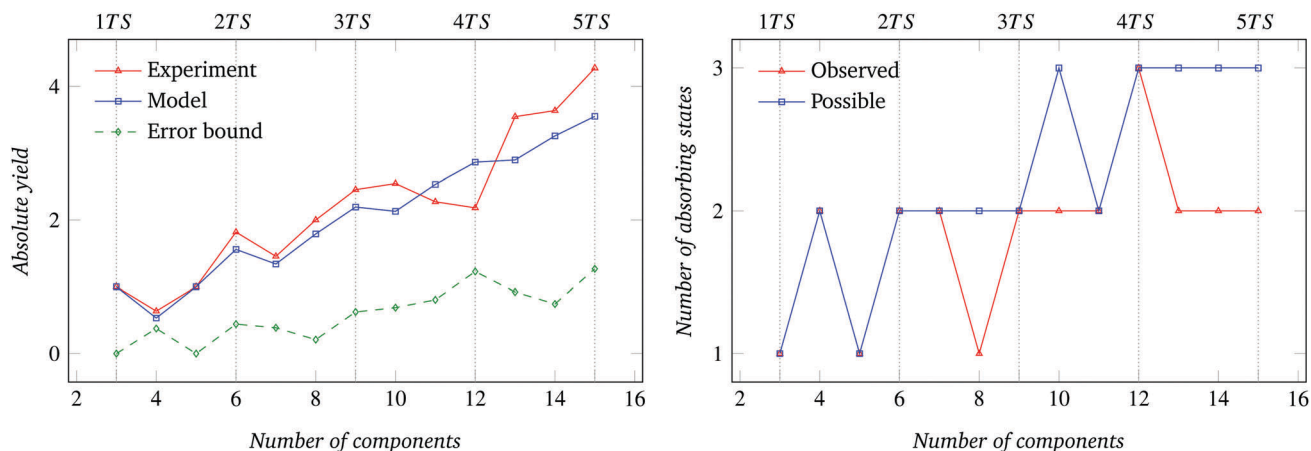 1TS 2TS 3TS 4TS 5TS
4
2
0
Absolute yield
Experiment
Model
Error bound
2 4 6 8 10 12 14 16
Number of components
1TS 2TS 3TS 4TS 5TS
3
2
1
Number of absorbing states
Observed
Possible
2 4 6 8 10 12 14 16
Number of components